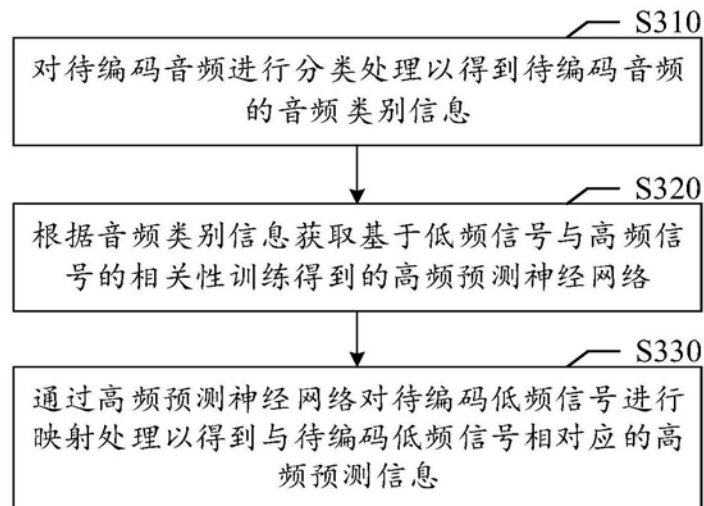 S310
对待编码音频进行分类处理以得到待编码音频
的音频类别信息
S320
根据音频类别信息获取基于低频信号与高频信
号的相关性训练得到的高频预测神经网络
S330
通过高频预测神经网络对待编码低频信号进行
映射处理以得到与待编码低频信号相对应的高
频预测信息